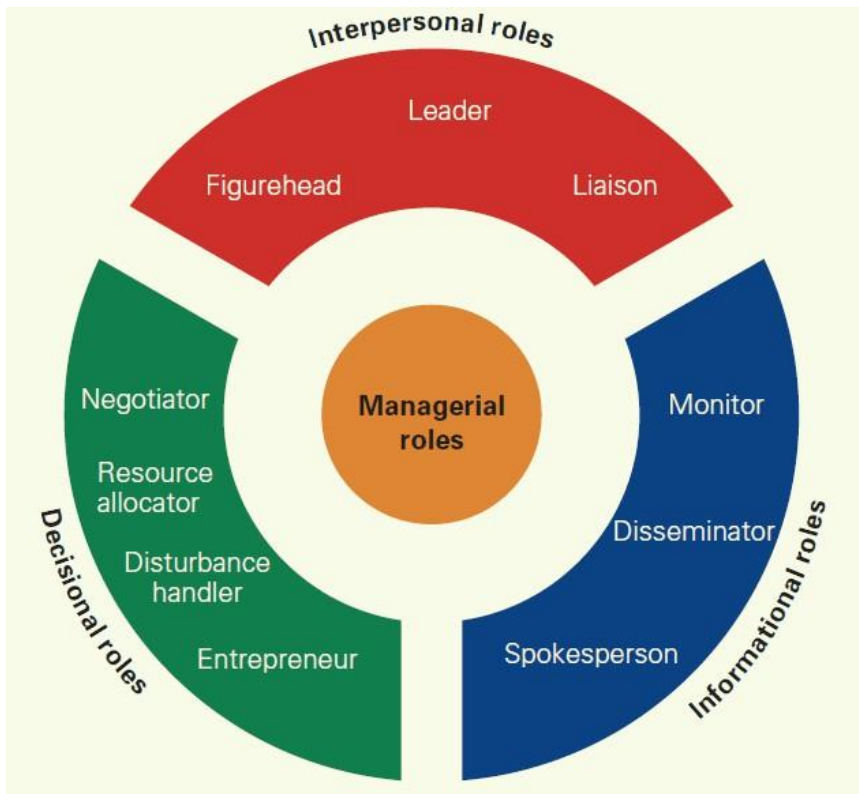 Interpersonal roles
Leader
Figurehead
Liaison
Managerial
roles
Negotiator
Resource
allocator
Disturbance
handler
Entrepreneur
Decisional roles
Monitor
Disseminator
Spokesperson
Informational roles